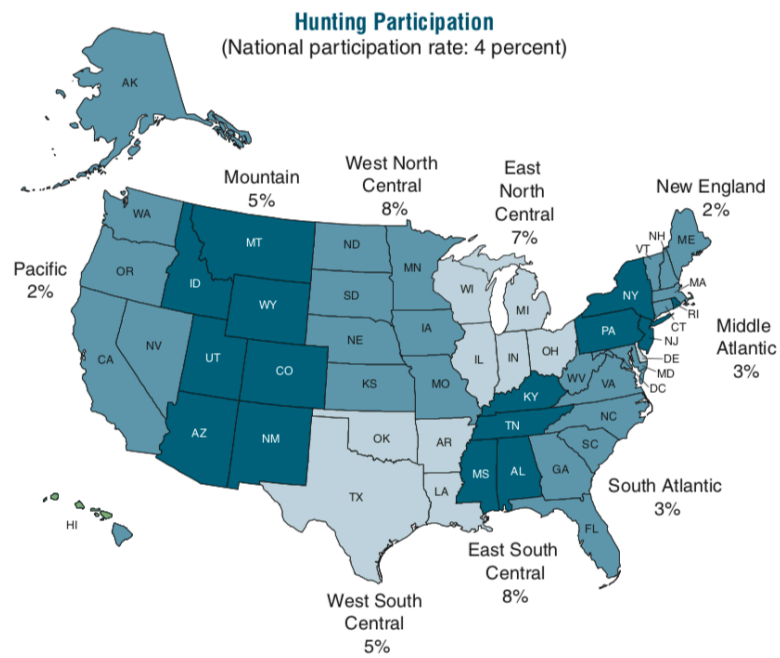 Hunting Participation
(National participation rate: 4 percent)
AK
Mountain
5%
West North
Central
8%
East
North
Central
7%
New England
2%
Pacific
2%
Middle
Atlantic
3%
South Atlantic
3%
East South
Central
8%
West South
Central
5%
WA
OR
CA
NV
ID
MT
WY
UT
CO
AZ
NM
ND
SD
NE
KS
MN
IA
MO
WI
MI
IL
IN
OH
OK
AR
TX
LA
KY
TN
MS
AL
NY
PA
NJ
VT
NH
ME
MA
RI
CT
DE
MD
DC
WV
VA
NC
SC
GA
FL
HI